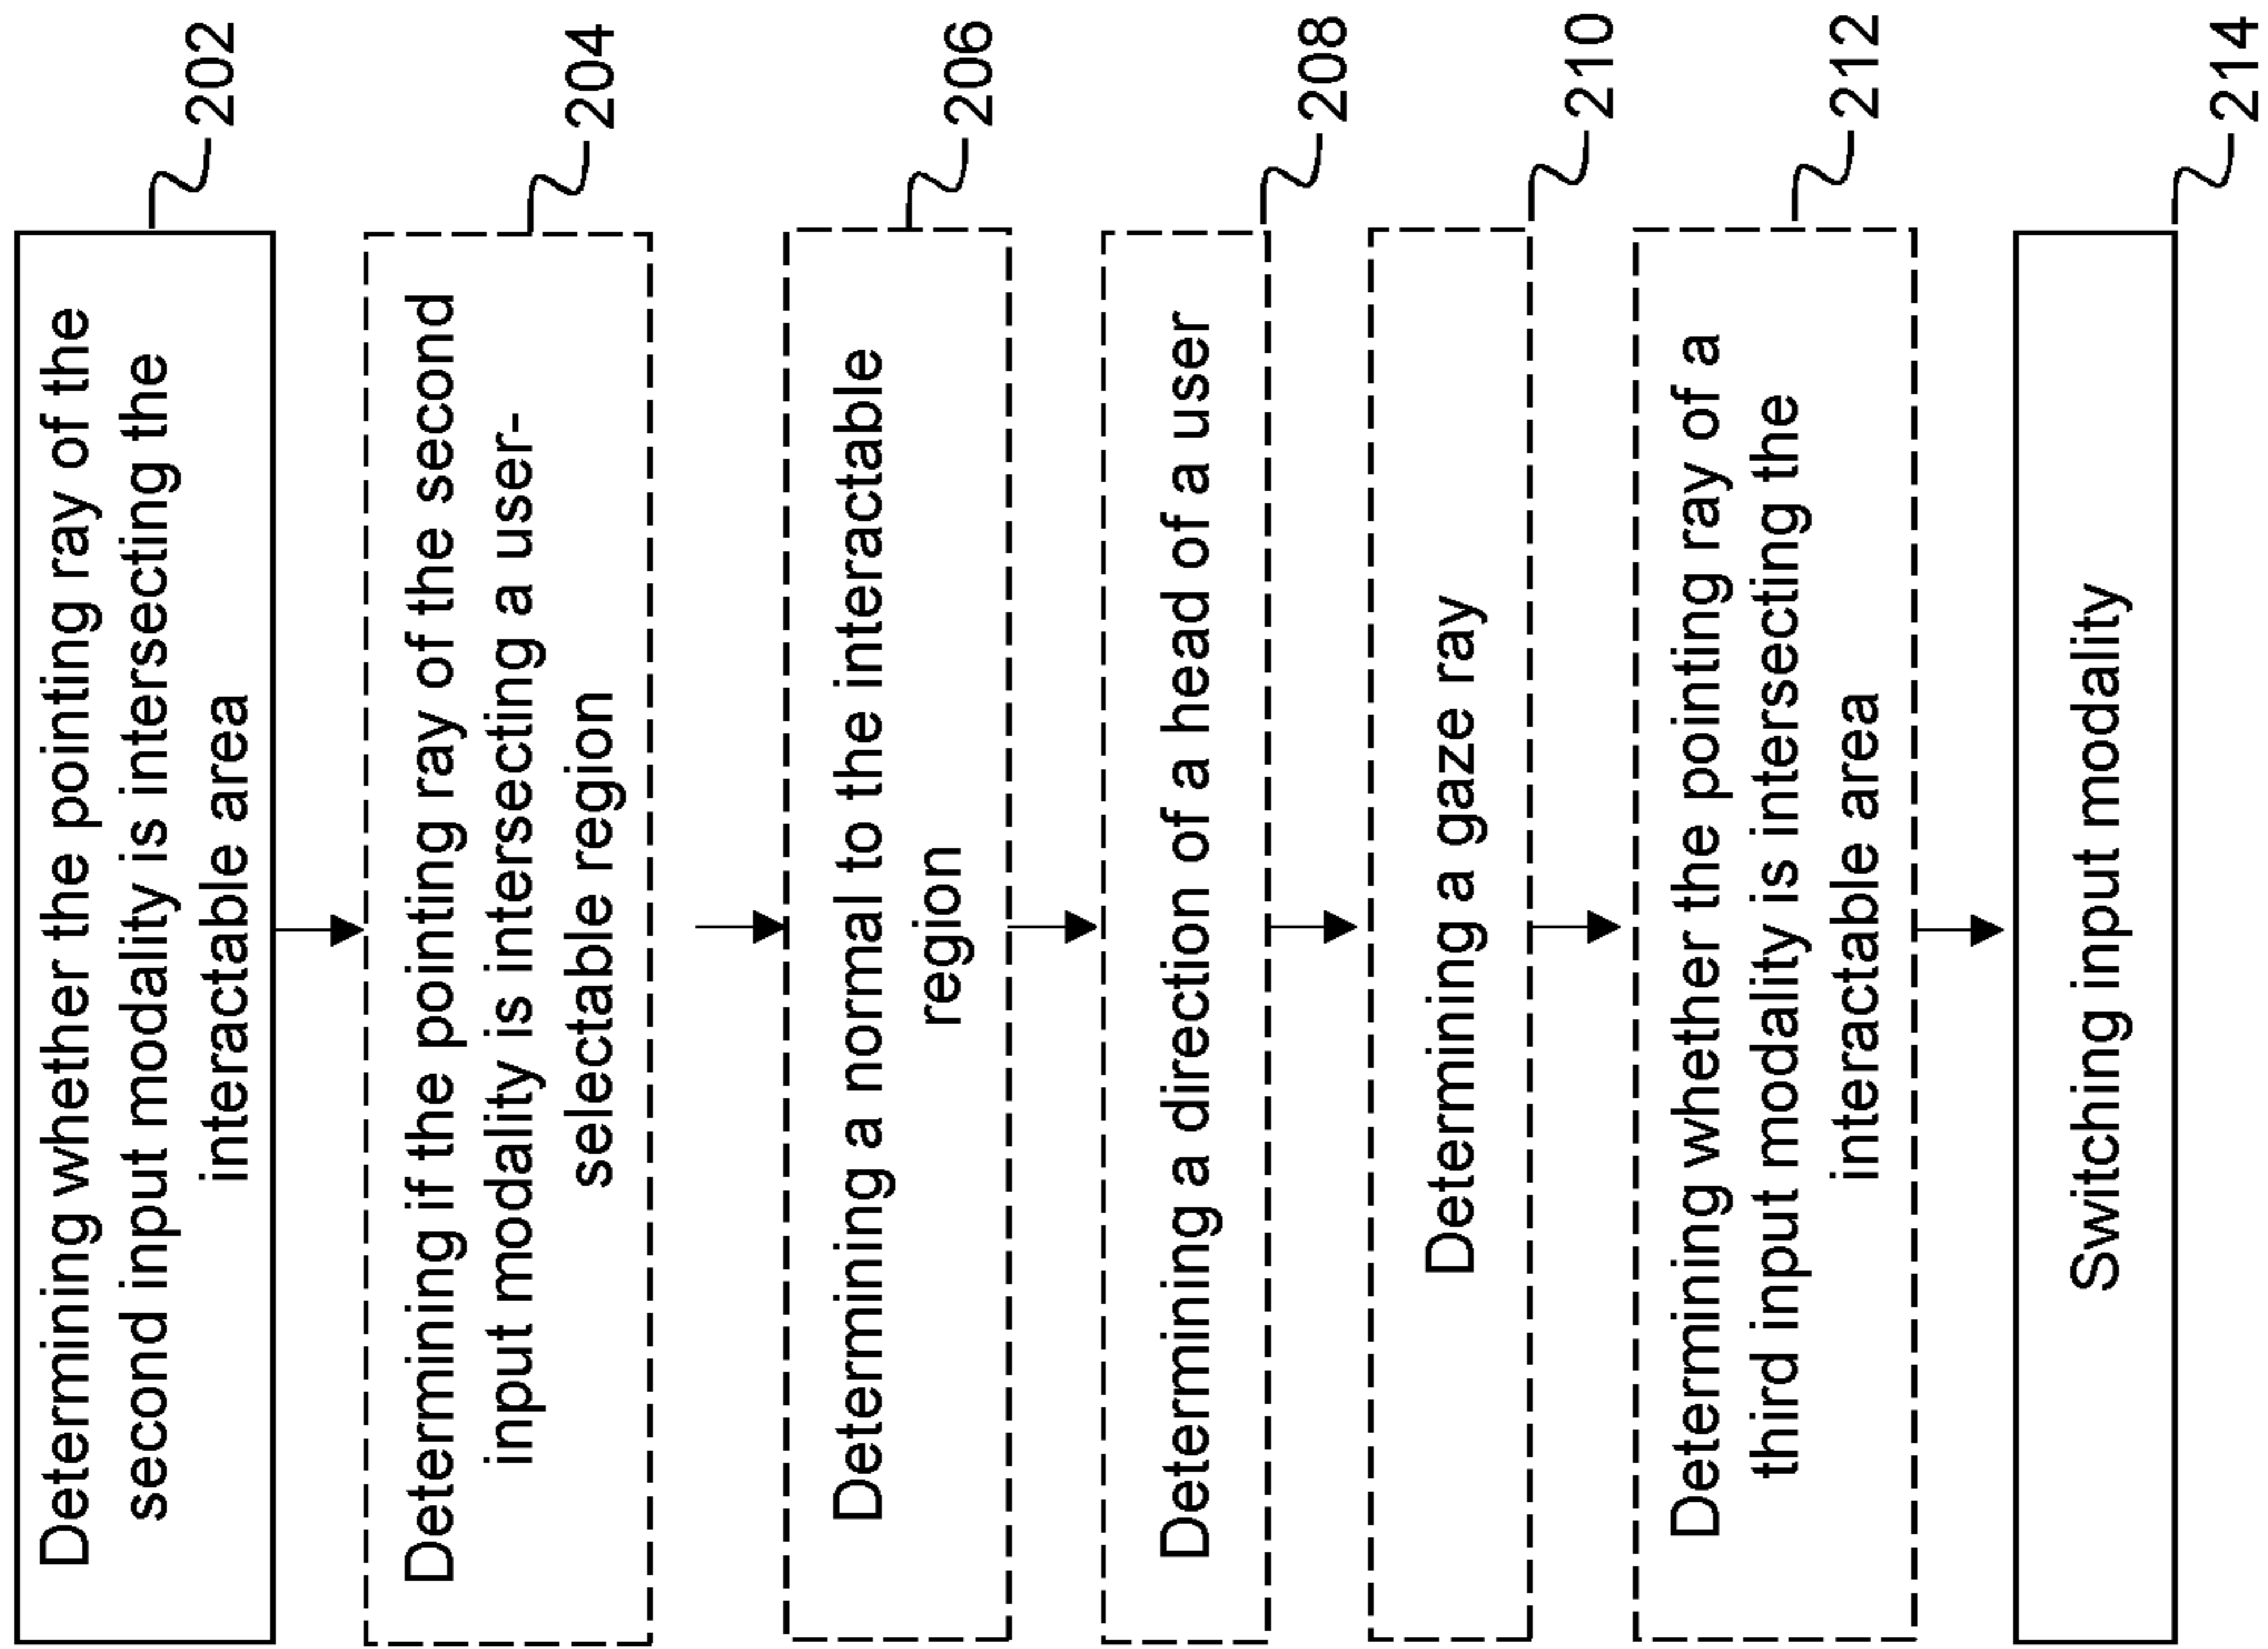 Determining whether the pointing ray of the
second input modality is intersecting the
interactable area
202
Determining if the pointing ray of the second
input modality is intersecting a user-
selectable region
204
Determining a normal to the interactable
region
206
Determining a direction of a head of a user
208
Determining a gaze ray
210
Determining whether the pointing ray of a
third input modality is intersecting the
interactable area
212
Switching input modality
214